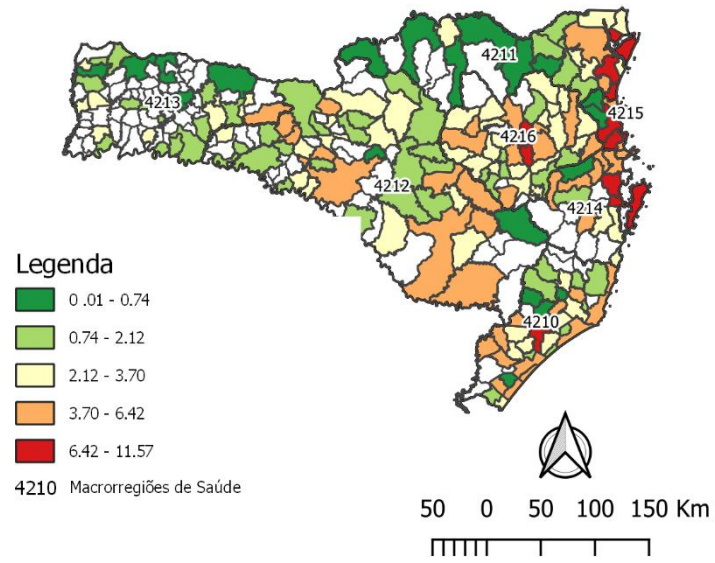 4211
4213
4215
4216
4212
4214
4210
Legenda
0 .01 - 0.74
0.74 - 2.12
2.12 - 3.70
3.70 - 6.42
6.42 - 11.57
4210 Macrorregiões de Saúde
50 0 50 100 150 Km